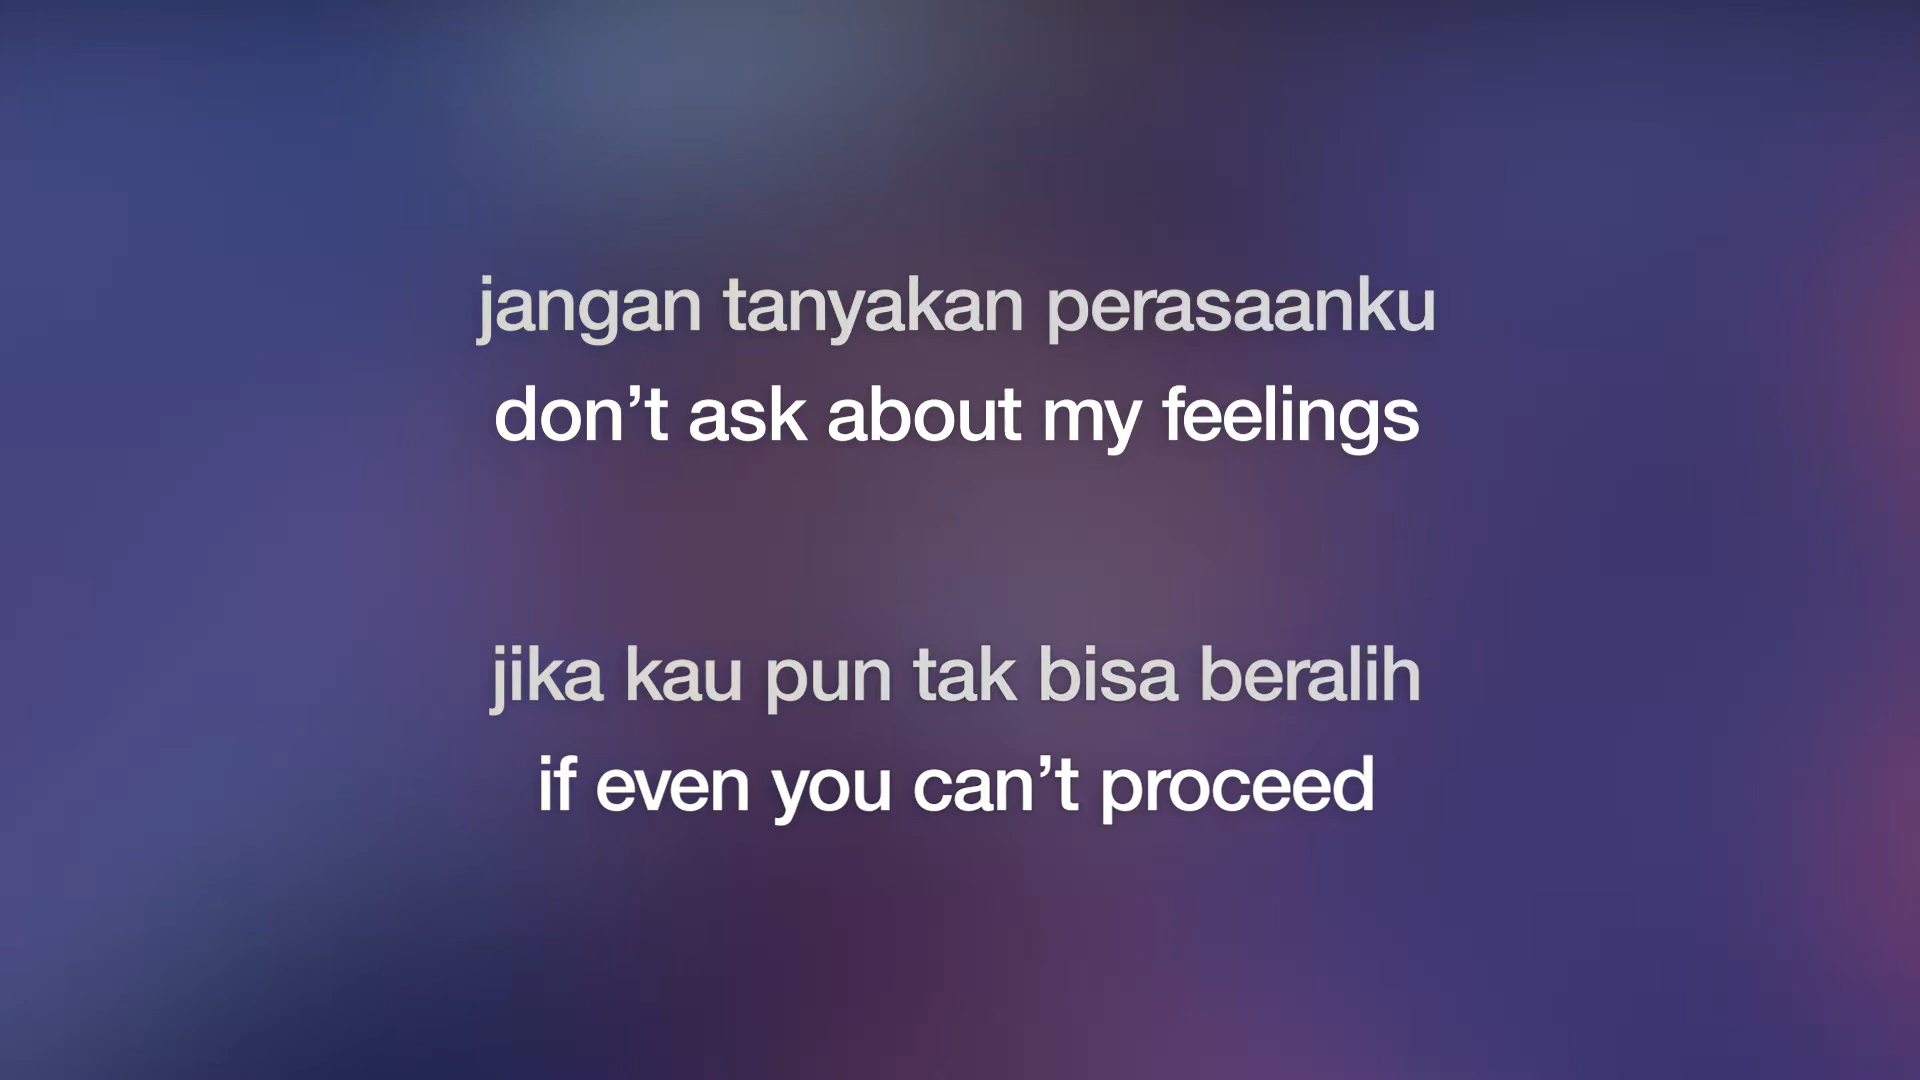 jangan tanyakan perasaanku
don’t ask about my feelings
jika kau pun tak bisa beralih
if even you can’t proceed